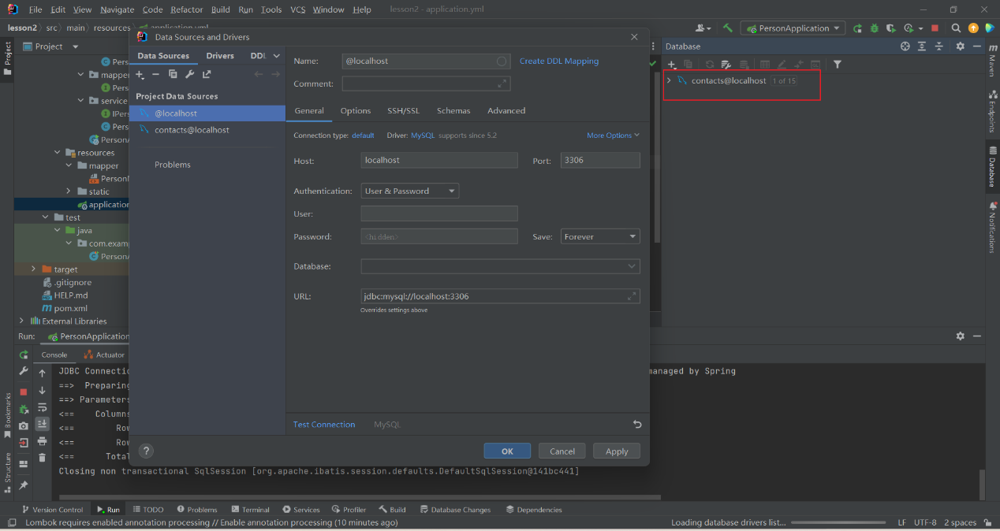 File Edit View Navigate Code Refactor Build Run Tools VCS Window Help lesson2 - application.yml
lesson2 src main resources application.yml
PersonApplication
Project
Data Sources and Drivers
Data Sources Drivers DDL
Project Data Sources
@localhost
contacts@localhost
Problems
Name: @localhost Create DDL Mapping
Comment:
General Options SSH/SSL Schemas Advanced
Connection type: default Driver: MySQL supports since 5.2 More Options
Host: localhost Port: 3306
Authentication: User & Password
User:
Password: <hidden> Save: Forever
Database:
URL: jdbc:mysql://localhost:3306
Overrides settings above
Test Connection MySQL
? OK Cancel Apply
Database
contacts@localhost 1 of 15
Project
Pers
mapper
Pers
service
IPers
Pers
PersonA
resources
mapper
PersonM
static
application
test
java
com.examp
PersonA
target
.gitignore
HELP.md
pom.xml
External Libraries
Maven
Endpoints
Database
Notifications
Bookmarks
Structure
Run: PersonApplication
Console Actuator
JDBC Connectio managed by Spring
==> Preparing
==> Parameters
<== Columns
<== Row
<== Row
<== Total
Closing non transactional SqlSession [org.apache.ibatis.session.defaults.DefaultSqlSession@141bc441]
Version Control Run TODO Problems Terminal Services Profiler Build Database Changes Dependencies
Lombok requires enabled annotation processing // Enable annotation processing (10 minutes ago) Loading database drivers list... LF UTF-8 2 spaces